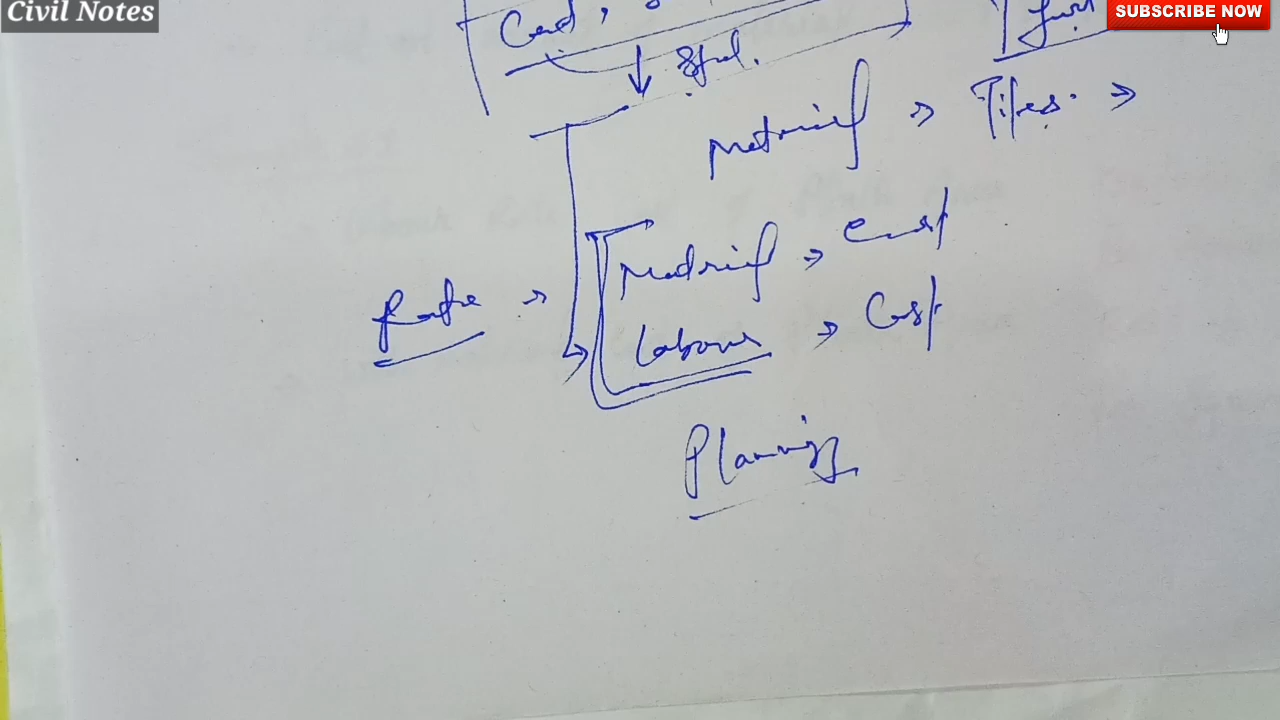 Civil Notes
SUBSCRIBE NOW
Material → Tiles →
Material → Cost
Rate →
Labour → Cost
Planning